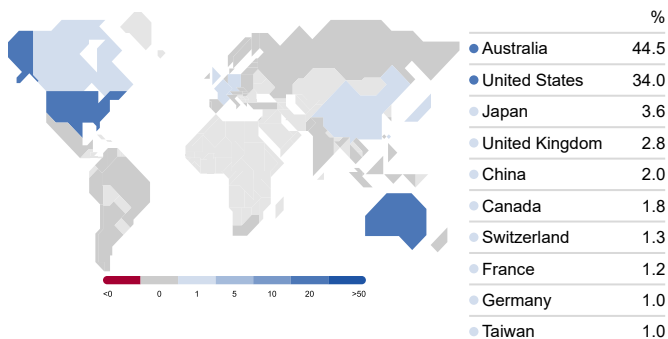 %
Australia 44.5
United States 34.0
Japan 3.6
United Kingdom 2.8
China 2.0
Canada 1.8
Switzerland 1.3
France 1.2
Germany 1.0
Taiwan 1.0
<0 0 1 5 10 20 >50